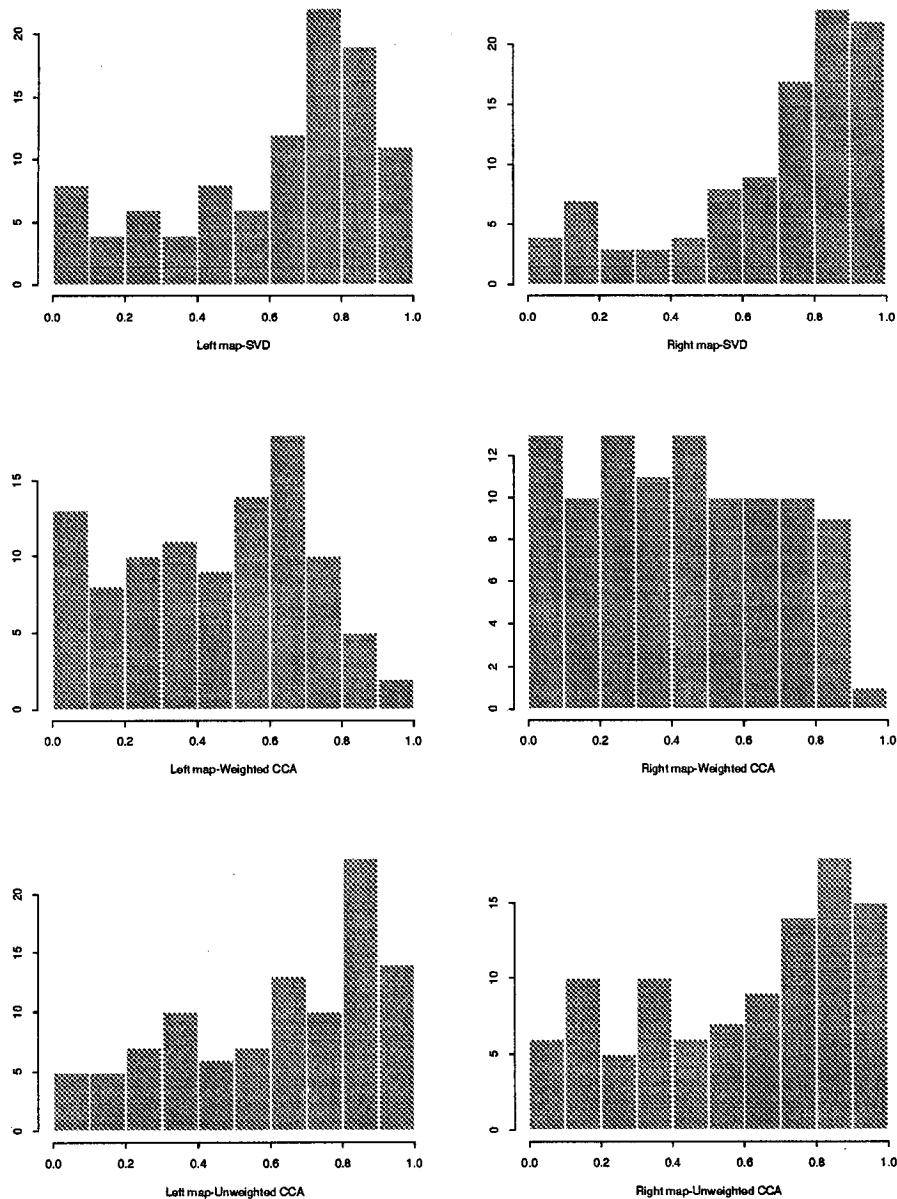 20
15
10
5
0
0.0 0.2 0.4 0.6 0.8 1.0
Left map-SVD
20
15
10
5
0
0.0 0.2 0.4 0.6 0.8 1.0
Right map-SVD
15
10
5
0
0.0 0.2 0.4 0.6 0.8 1.0
Left map-Weighted CCA
12
10
8
6
4
2
0
0.0 0.2 0.4 0.6 0.8 1.0
Right map-Weighted CCA
20
15
10
5
0
0.0 0.2 0.4 0.6 0.8 1.0
Left map-Unweighted CCA
15
10
5
0
0.0 0.2 0.4 0.6 0.8 1.0
Right map-Unweighted CCA